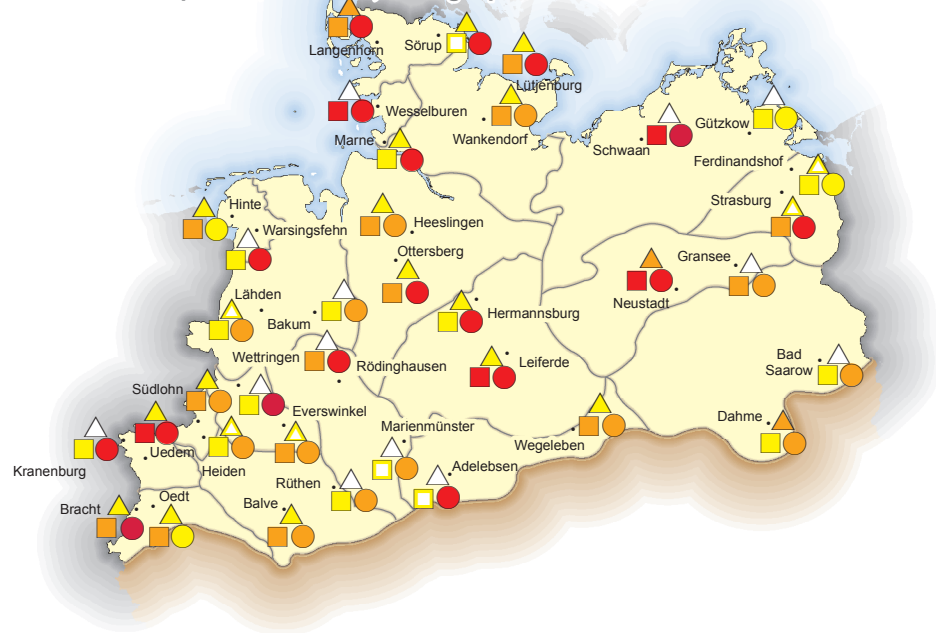 Langenhorn
Sörup
Lütjenburg
Wesselburen
Wankendorf
Gützkow
Marne
Schwaan
Ferdinandshof
Strasburg
Hinte
Heeslingen
Warsingsfehn
Ottersberg
Gransee
Lähden
Neustadt
Hermannsburg
Bakum
Wettringen
Rödinghausen
Leiferde
Bad
Saarow
Südlohn
Everswinkel
Marienmünster
Dahme
Wegeleben
Uedem
Kranenburg
Heiden
Adelebsen
Rüthen
Oedt
Balve
Bracht